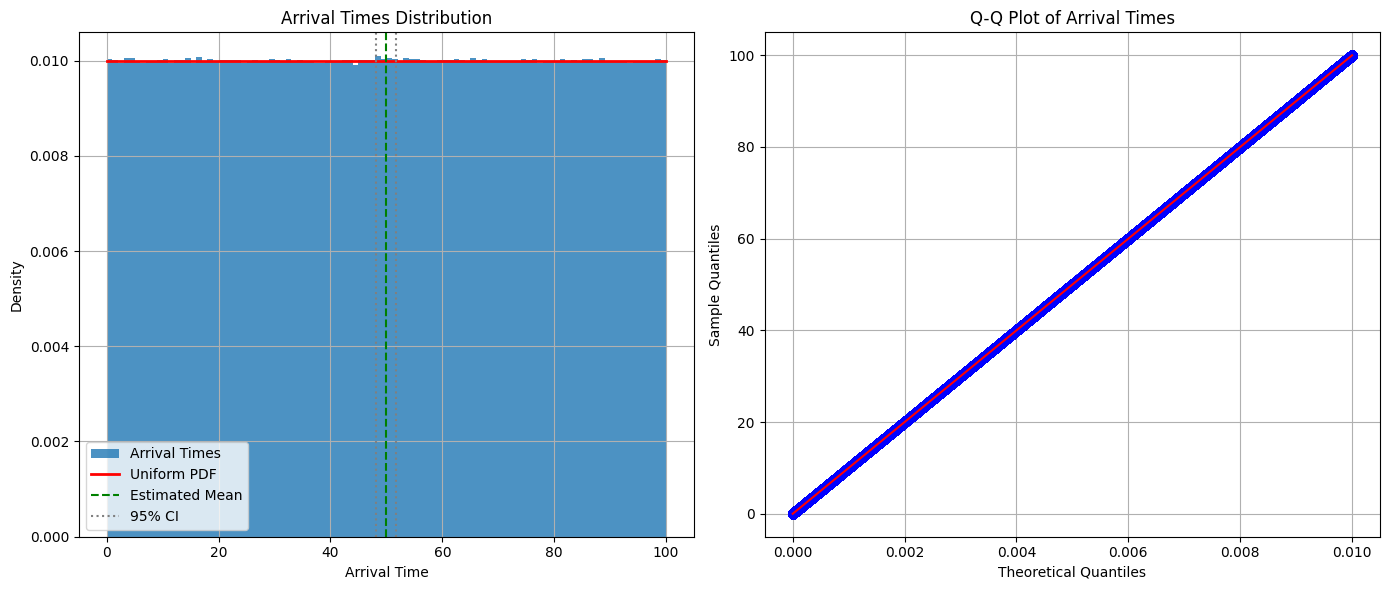 Arrival Times Distribution
Density
0.010
0.008
0.006
0.004
0.002
0.000
Arrival Times
Uniform PDF
Estimated Mean
95% CI
0 20 40 60 80 100
Arrival Time
Q-Q Plot of Arrival Times
Sample Quantiles
100
80
60
40
20
0
0.000 0.002 0.004 0.006 0.008 0.010
Theoretical Quantiles